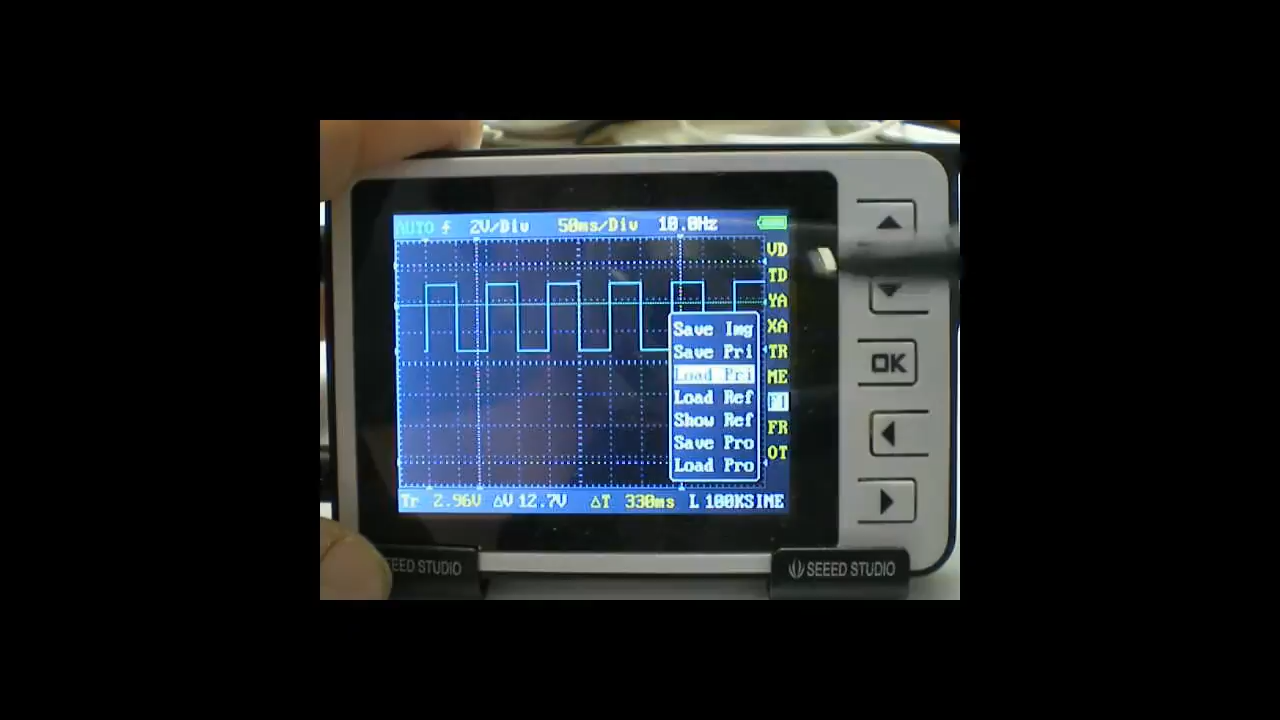 AUTO 2V/Div 50ms/Div 10.0Hz
VD
TD
YA
XA
TR
ME
FI
FR
OT
Save Img
Save Pri
Load Pri
Load Ref
Show Ref
Save Pro
Load Pro
Tr 2.96V ΔV 12.7V ΔT 330ms L 100KSIME
OK
EED STUDIO
SEEED STUDIO